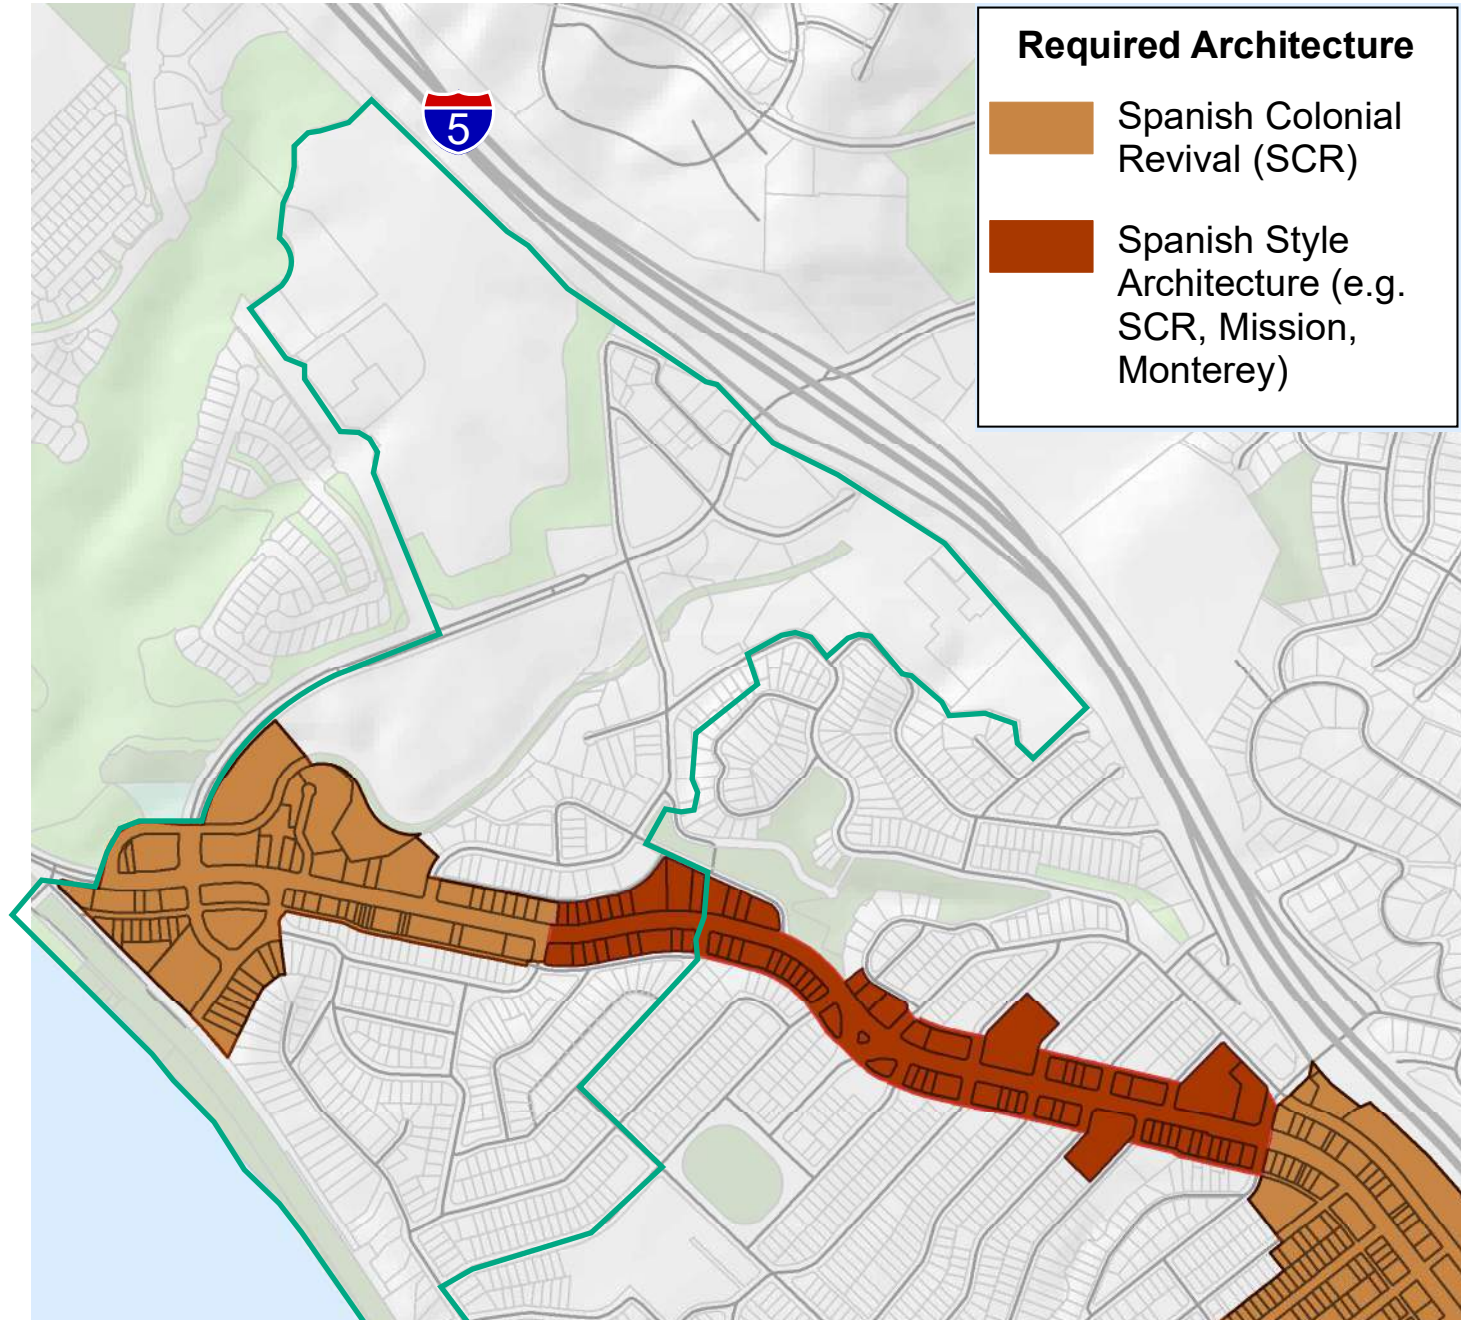 Required Architecture
Spanish Colonial
Revival (SCR)
Spanish Style
Architecture (e.g.
SCR, Mission,
Monterey)
5